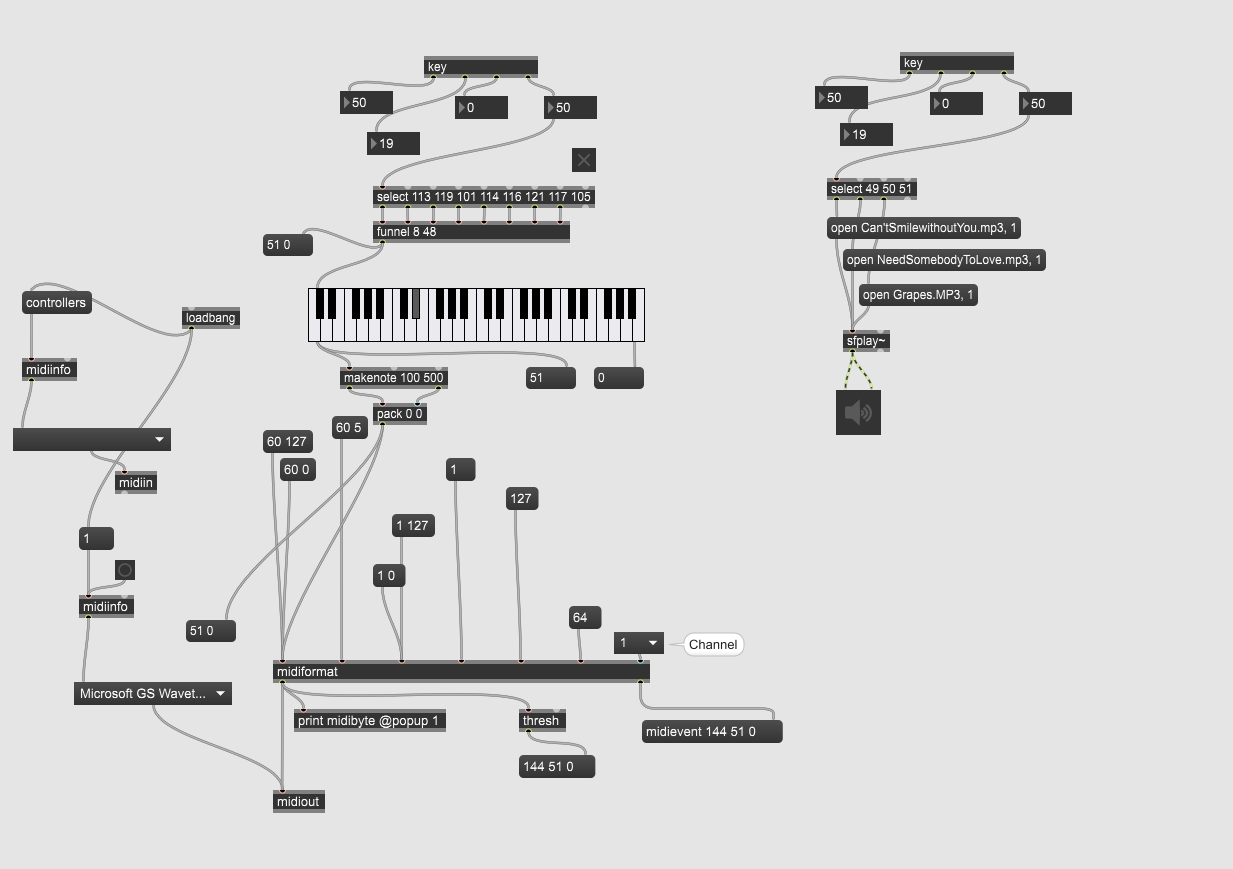 key
50
0
50
19
select 113 119 101 114 116 121 117 105
funnel 8 48
51 0
controllers
loadbang
midiinfo
makenote 100 500
51
0
pack 0 0
60 5
60 127
60 0
1
127
midiin
1 127
1
1 0
midiinfo
51 0
64
1
Channel
midiformat
Microsoft GS Wavet...
print midibyte @popup 1
thresh
midievent 144 51 0
144 51 0
midiout
key
50
0
50
19
select 49 50 51
open Can'tSmilewithoutYou.mp3, 1
open NeedSomebodyToLove.mp3, 1
open Grapes.MP3, 1
sfplay~